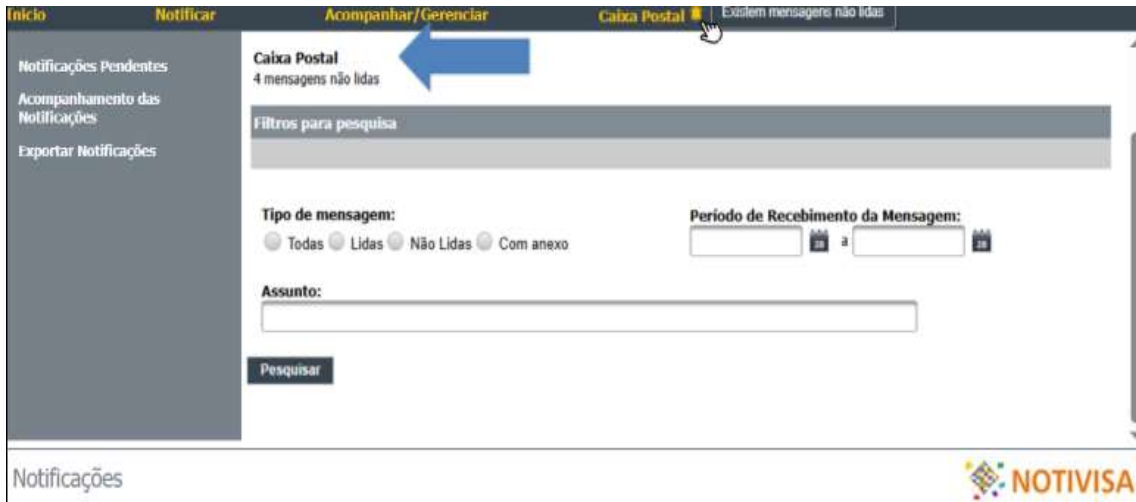 Início Notificar Acompanhar/Gerenciar Caixa Postal Existem mensagens não lidas
Notificações Pendentes
Acompanhamento das
Notificações
Exportar Notificações
Caixa Postal
4 mensagens não lidas
Filtros para pesquisa
Tipo de mensagem:
Todas Lidas Não Lidas Com anexo
Período de Recebimento da Mensagem:
a
Assunto:
Pesquisar
Notificações
NOTIVISA